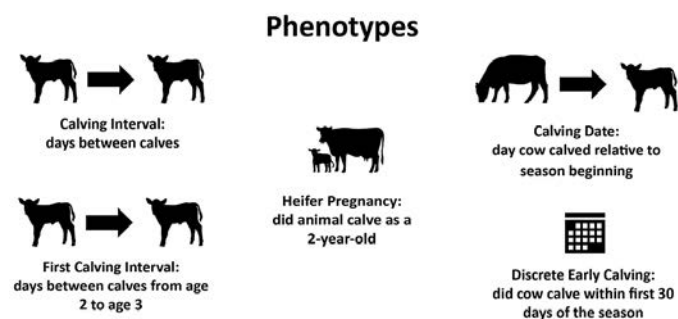 Phenotypes
Calving Interval:
days between calves
First Calving Interval:
days between calves from age
2 to age 3
Heifer Pregnancy:
did animal calve as a
2-year-old
Calving Date:
day cow calved relative to
season beginning
Discrete Early Calving:
did cow calve within first 30
days of the season